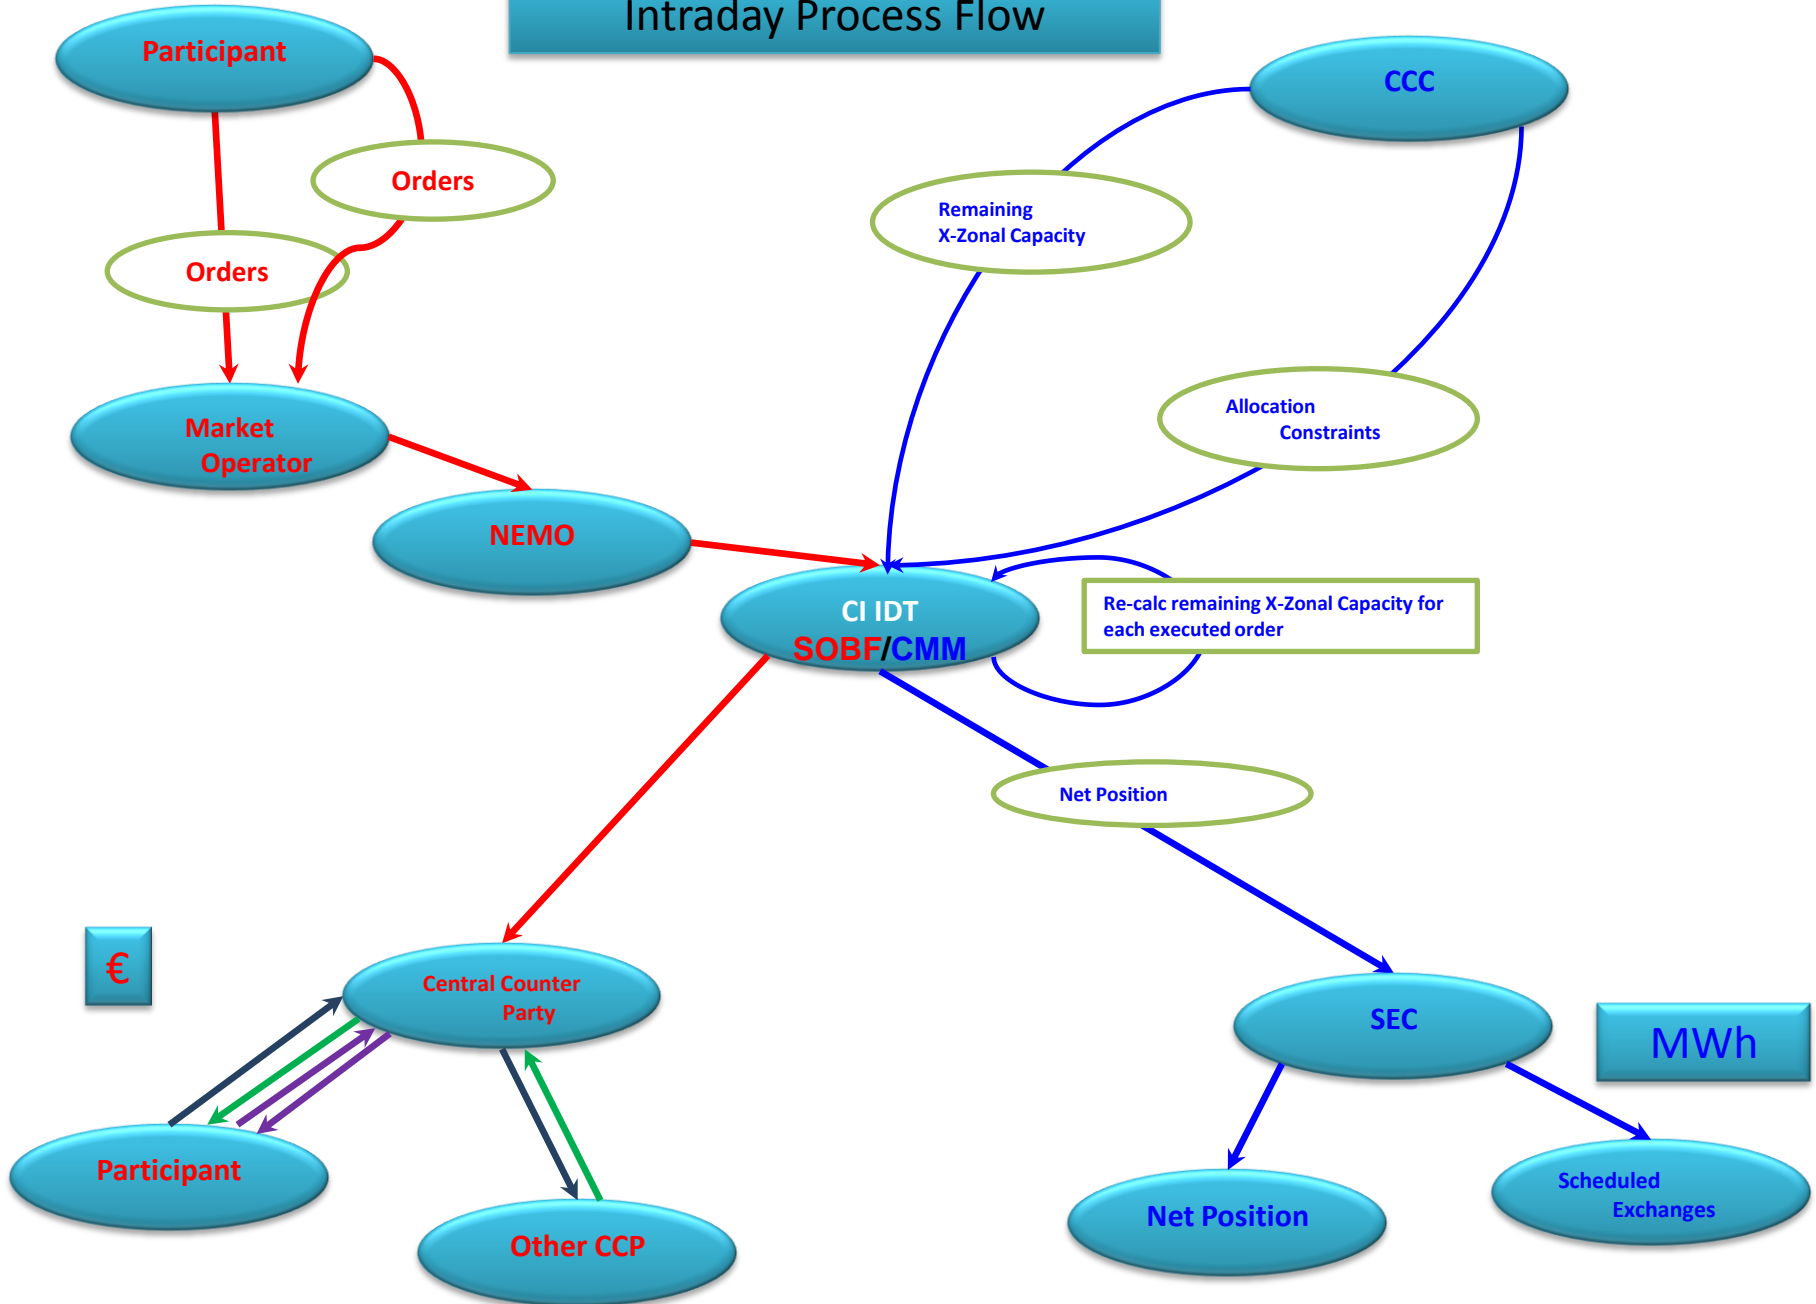 Intraday Process Flow
Participant
CCC
Orders
Remaining
X-Zonal Capacity
Orders
Allocation
Constraints
Market
Operator
NEMO
CI IDT
SOBF/CMM
Re-calc remaining X-Zonal Capacity for
each executed order
Net Position
€
Central Counter
Party
SEC
MWh
Participant
Net Position
Scheduled
Exchanges
Other CCP